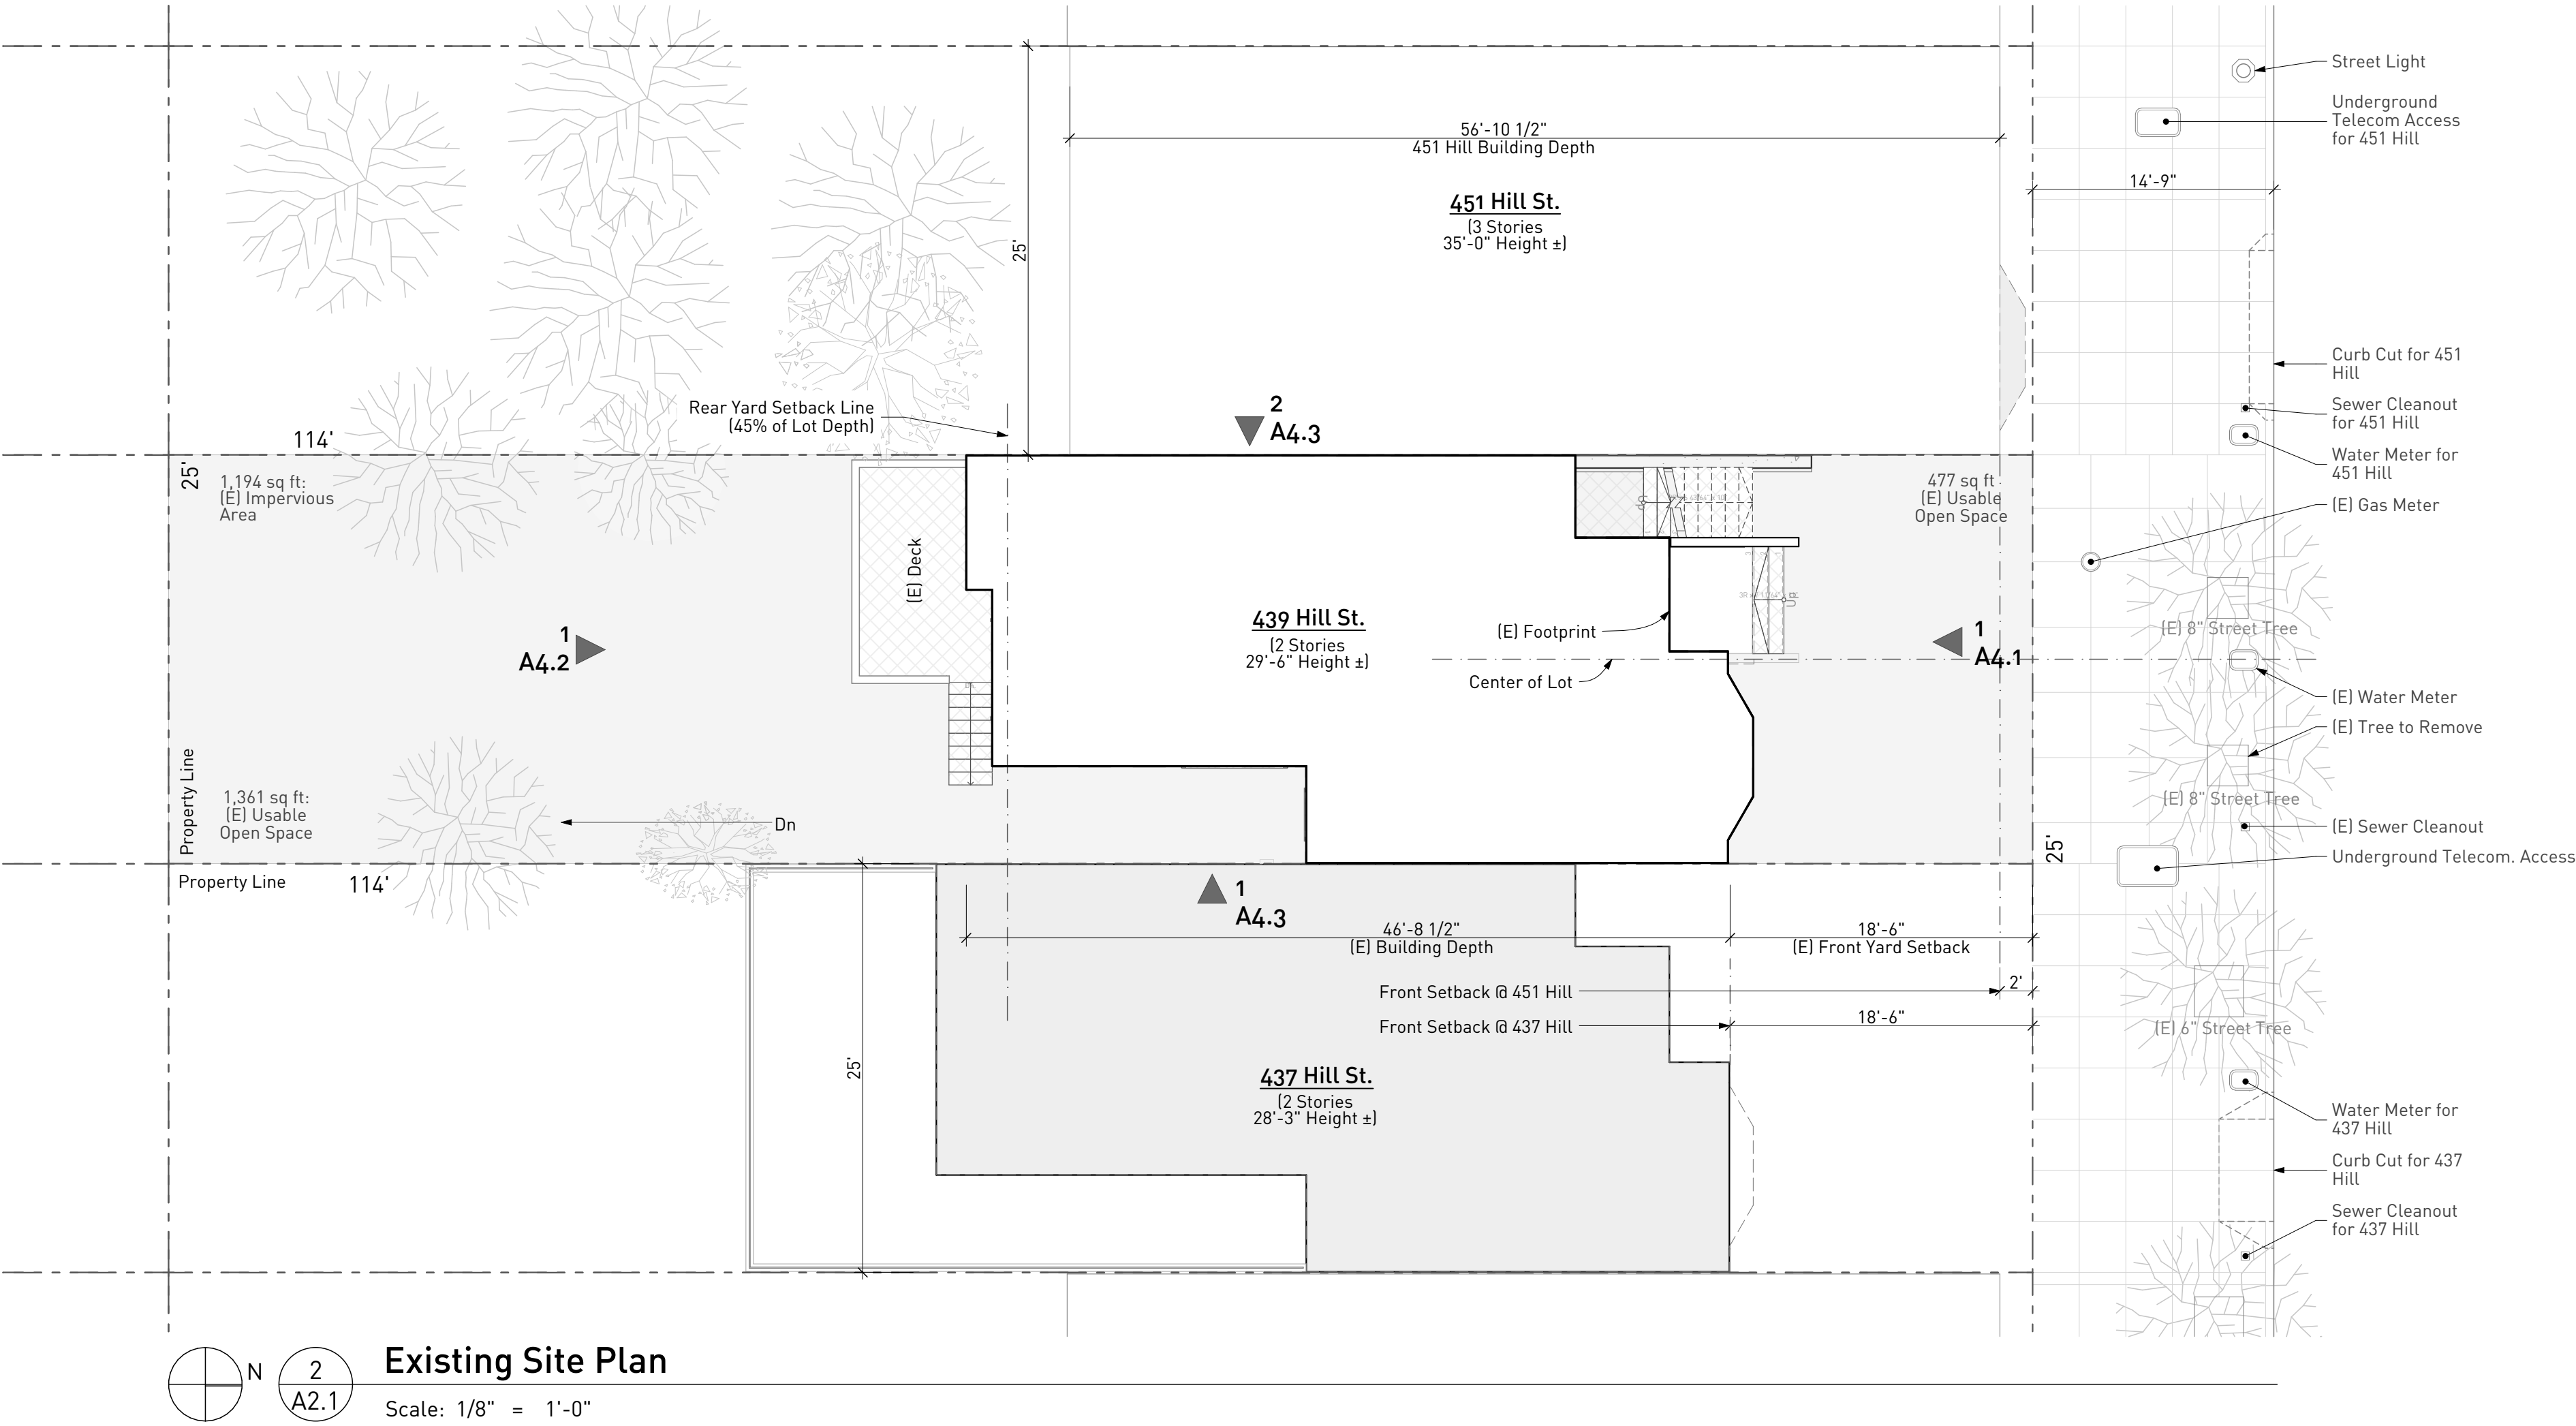 Street Light
Underground
Telecom Access
for 451 Hill
56'-10 1/2"
451 Hill Building Depth
14'-9"
451 Hill St.
(3 Stories
35'-0" Height ±)
25'
Curb Cut for 451
Hill
Rear Yard Setback Line
(45% of Lot Depth)
2
A4.3
Sewer Cleanout
for 451 Hill
114'
Water Meter for
451 Hill
25'
1,194 sq ft:
(E) Impervious
Area
477 sq ft
(E) Usable
Open Space
(E) Gas Meter
(E) Deck
Up
439 Hill St.
(2 Stories
29'-6" Height ±)
(E) Footprint
(E) 8" Street Tree
1
A4.2
1
A4.1
Center of Lot
(E) Water Meter
(E) Tree to Remove
Property Line
1,361 sq ft:
(E) Usable
Open Space
(E) 8" Street Tree
Dn
(E) Sewer Cleanout
25'
Underground Telecom. Access
Property Line
114'
1
A4.3
46'-8 1/2"
(E) Building Depth
18'-6"
(E) Front Yard Setback
Front Setback @ 451 Hill
2'
Front Setback @ 437 Hill
18'-6"
(E) 6" Street Tree
25'
437 Hill St.
(2 Stories
28'-3" Height ±)
Water Meter for
437 Hill
Curb Cut for 437
Hill
Sewer Cleanout
for 437 Hill
N
2
A2.1
Existing Site Plan
Scale: 1/8" = 1'-0"